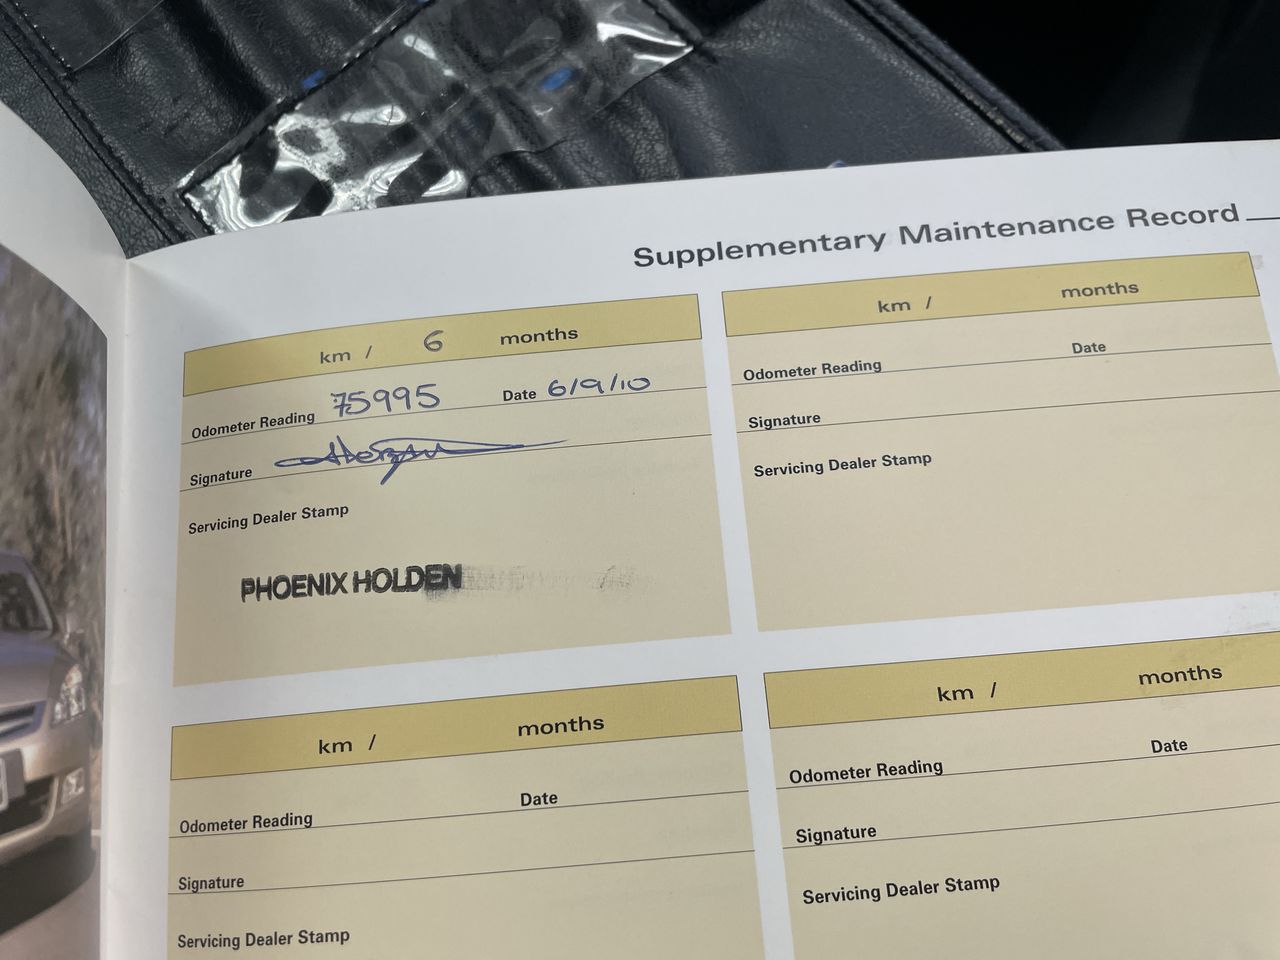 Supplementary Maintenance Record
km / 6 months
Odometer Reading 75995 Date 6/9/10
Signature
Servicing Dealer Stamp
PHOENIX HOLDEN
km / months
Odometer Reading Date
Signature
Servicing Dealer Stamp
km / months
Odometer Reading Date
Signature
Servicing Dealer Stamp
km / months
Odometer Reading Date
Signature
Servicing Dealer Stamp